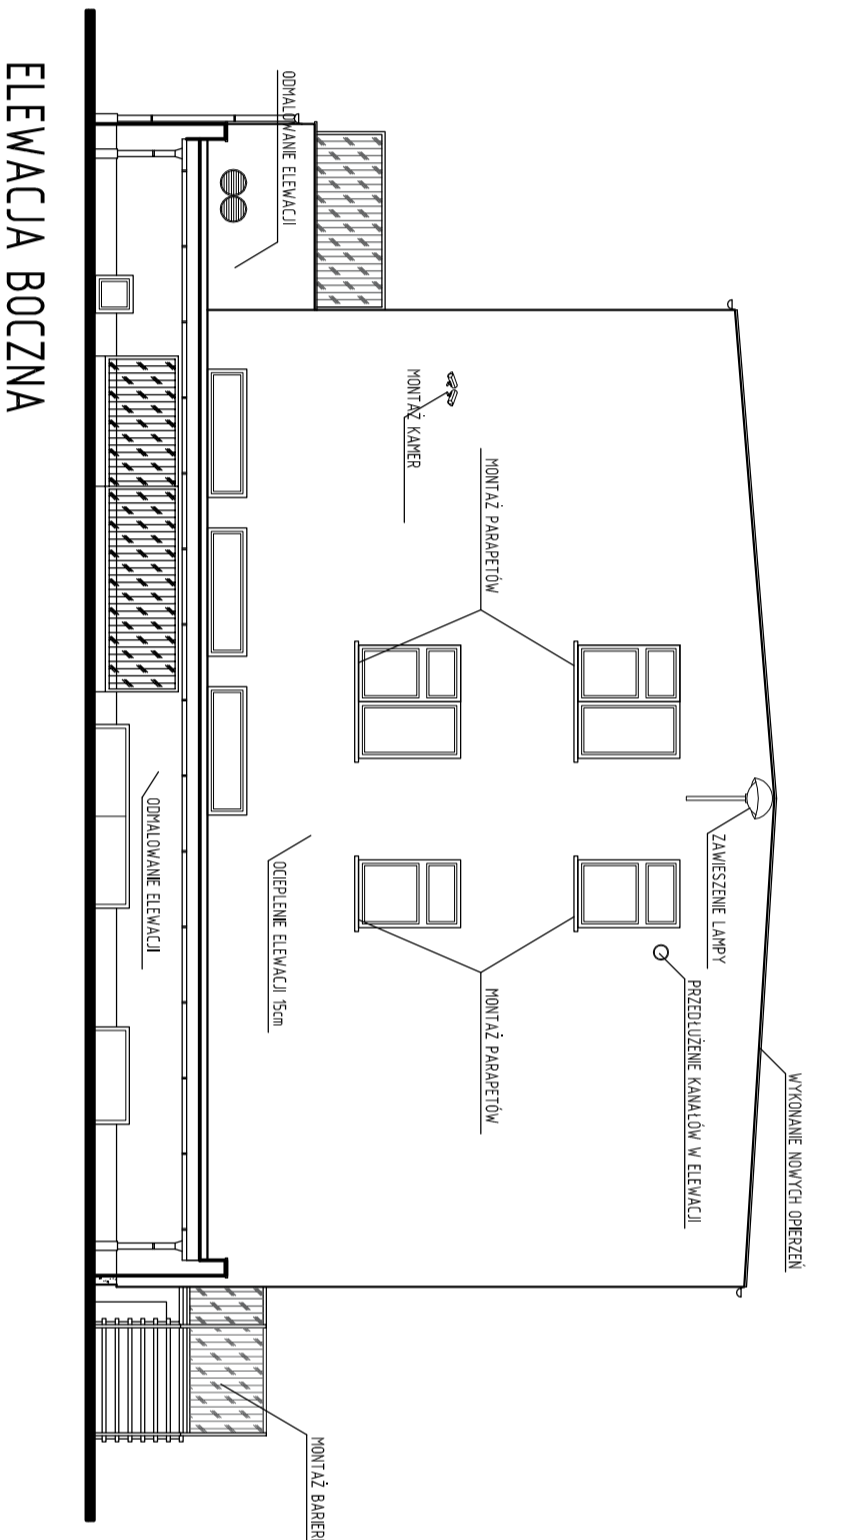 WYKONANIE NOWYCH OPIERZEŃ
ZAWIESZENIE LAMPY
PRZEDŁUŻENIE KANAŁÓW W ELEWACJI
MONTAŻ PARAPETÓW
MONTAŻ PARAPETÓW
MONTAŻ KAMER
ODMALOWANIE ELEWACJI
OCIEPLENIE ELEWACJI 15cm
MONTAŻ BARIER
ODMALOWANIE ELEWACJI
ELEWACJA BOCZNA